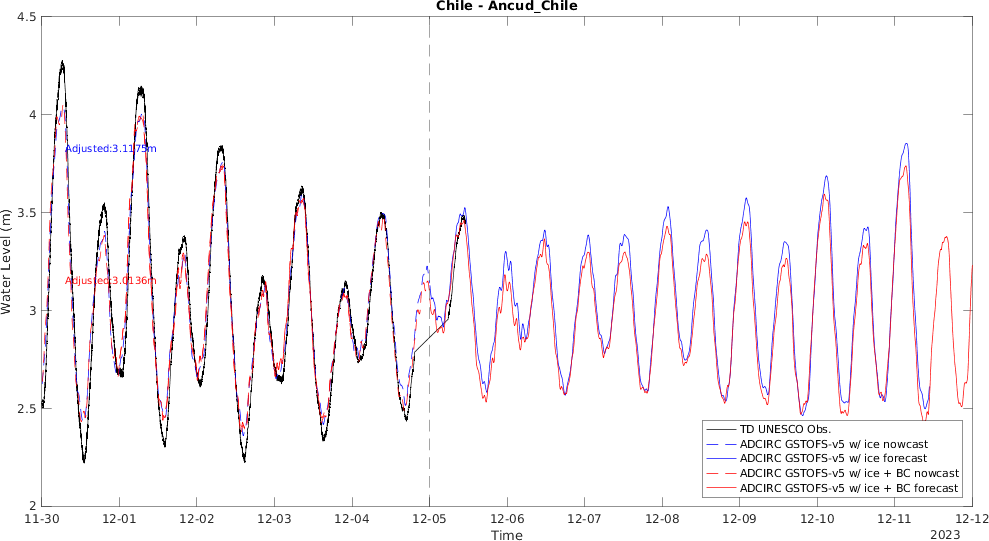 Chile - Ancud_Chile
4.5
4
3.5
3
2.5
2
Water Level (m)
Adjusted:3.1175m
Adjusted:3.0136m
TD UNESCO Obs.
ADCIRC GSTOFS-v5 w/ ice nowcast
ADCIRC GSTOFS-v5 w/ ice forecast
ADCIRC GSTOFS-v5 w/ ice + BC nowcast
ADCIRC GSTOFS-v5 w/ ice + BC forecast
11-30 12-01 12-02 12-03 12-04 12-05 12-06 12-07 12-08 12-09 12-10 12-11 12-12
Time
2023